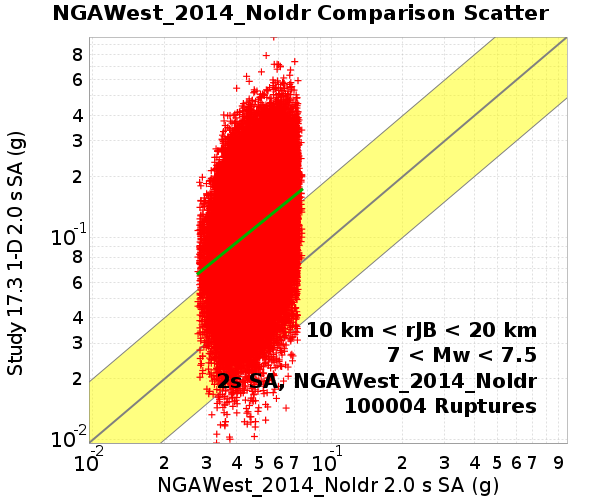 NGAWest_2014_NoIdr Comparison Scatter
Study 17.3 1-D 2.0 s SA (g)
8
6
4
3
2
10-1
8
6
4
3
2
10-2
10 km < rJB < 20 km
7 < Mw < 7.5
2s SA, NGAWest_2014_NoIdr
100004 Ruptures
10-2 2 3 4 5 6 7 10-1 2 3 4 5 6 7 9
NGAWest_2014_NoIdr 2.0 s SA (g)